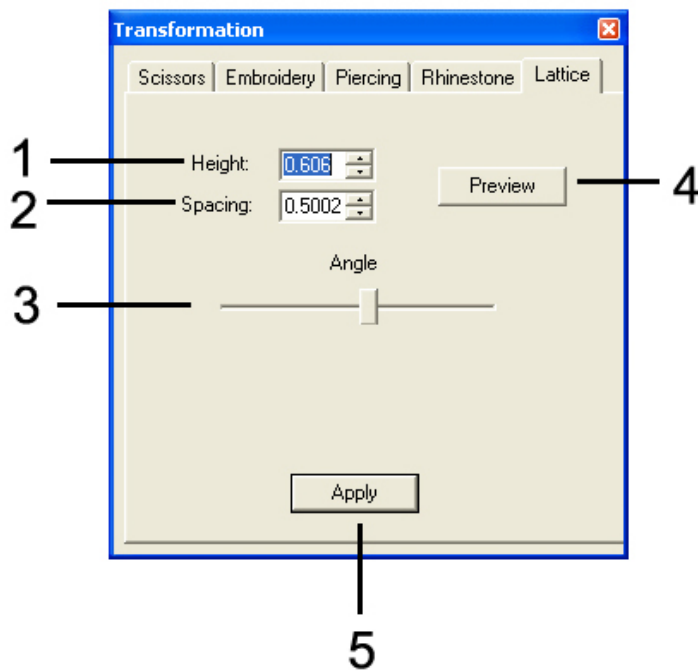 Transformation
Scissors Embroidery Piercing Rhinestone Lattice
1 Height: 0.606
Preview 4
2 Spacing: 0.5002
Angle
3
Apply
5